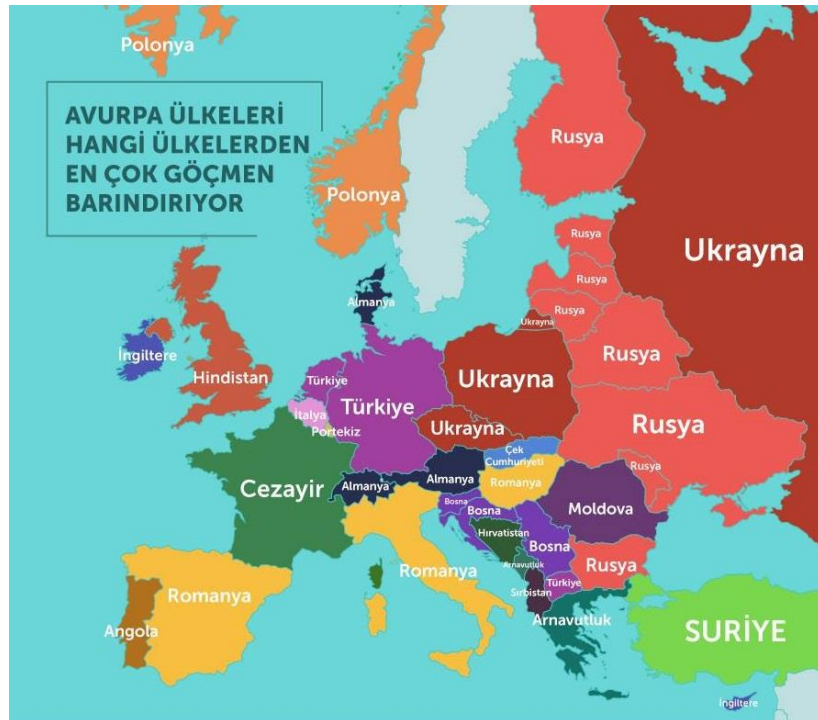 Polonya
AVURPA ÜLKELERİ
HANGİ ÜLKELERDEN
EN ÇOK GÖÇMEN
BARINDIRIYOR
Rusya
Polonya
Ukrayna
Rusya
Rusya
Almanya
Rusya
Ukrayna
İngiltere
Rusya
Hindistan
Türkiye
Ukrayna
Türkiye
İtalya
Rusya
Portekiz
Ukrayna
Çek
Cumhuriyeti
Rusya
Cezayir
Almanya
Almanya
Romanya
Bosna
Bosna
Moldova
Hırvatistan
Bosna
Rusya
Arnavutluk
Romanya
Türkiye
Sırbistan
Romanya
Arnavutluk
Angola
SURİYE
İngiltere